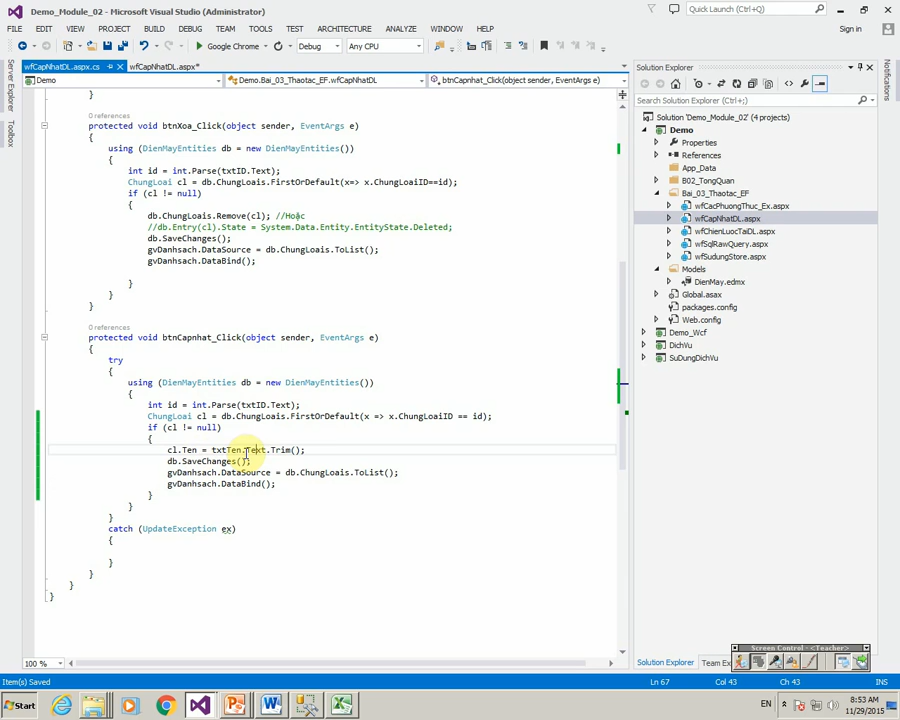 Demo_Module_02 - Microsoft Visual Studio (Administrator)
Quick Launch (Ctrl+;)
FILE EDIT VIEW PROJECT BUILD DEBUG TEAM TOOLS TEST ARCHITECTURE ANALYZE WINDOW HELP
Sign in
Google Chrome Debug Any CPU
wfCapNhatDL.aspx.cs wfCapNhatDL.aspx*
Demo Demo.Bai_03_Thaotac_EF.wfCapNhatDL btnCapnhat_Click(object sender, EventArgs e)
Server Explorer
Toolbox
}
0 references
protected void btnXoa_Click(object sender, EventArgs e)
{
using (DienMayEntities db = new DienMayEntities())
{
int id = int.Parse(txtID.Text);
ChungLoai cl = db.ChungLoais.FirstOrDefault(x=> x.ChungLoaiID==id);
if (cl != null)
{
db.ChungLoais.Remove(cl); //Hoặc
//db.Entry(cl).State = System.Data.Entity.EntityState.Deleted;
db.SaveChanges();
gvDanhsach.DataSource = db.ChungLoais.ToList();
gvDanhsach.DataBind();
}
}
}
0 references
protected void btnCapnhat_Click(object sender, EventArgs e)
{
try
{
using (DienMayEntities db = new DienMayEntities())
{
int id = int.Parse(txtID.Text);
ChungLoai cl = db.ChungLoais.FirstOrDefault(x => x.ChungLoaiID == id);
if (cl != null)
{
cl.Ten = txtTen.Text.Trim();
db.SaveChanges();
gvDanhsach.DataSource = db.ChungLoais.ToList();
gvDanhsach.DataBind();
}
}
}
catch (UpdateException ex)
{
}
}
}
}
100 %
Solution Explorer
Search Solution Explorer (Ctrl+;)
Solution 'Demo_Module_02' (4 projects)
Demo
Properties
References
App_Data
B02_TongQuan
Bai_03_Thaotac_EF
wfCacPhuongThuc_Ex.aspx
wfCapNhatDL.aspx
wfChienLuocTaiDL.aspx
wfSqlRawQuery.aspx
wfSudungStore.aspx
Models
DienMay.edmx
Global.asax
packages.config
Web.config
Demo_Wcf
DichVu
SuDungDichVu
Notifications
Screen Control - <Teacher>
Solution Explorer Team Ex
Item(s) Saved Ln 67 Col 43 Ch 43 INS
Start EN 8:53 AM
11/29/2015